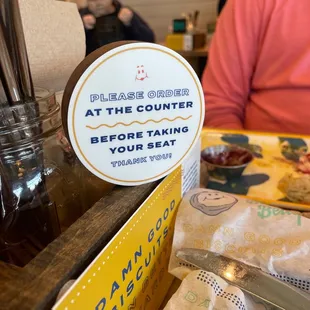 PLEASE ORDER
AT THE COUNTER
BEFORE TAKING
YOUR SEAT
THANK YOU!
DAMN GOOD
BISCUITS